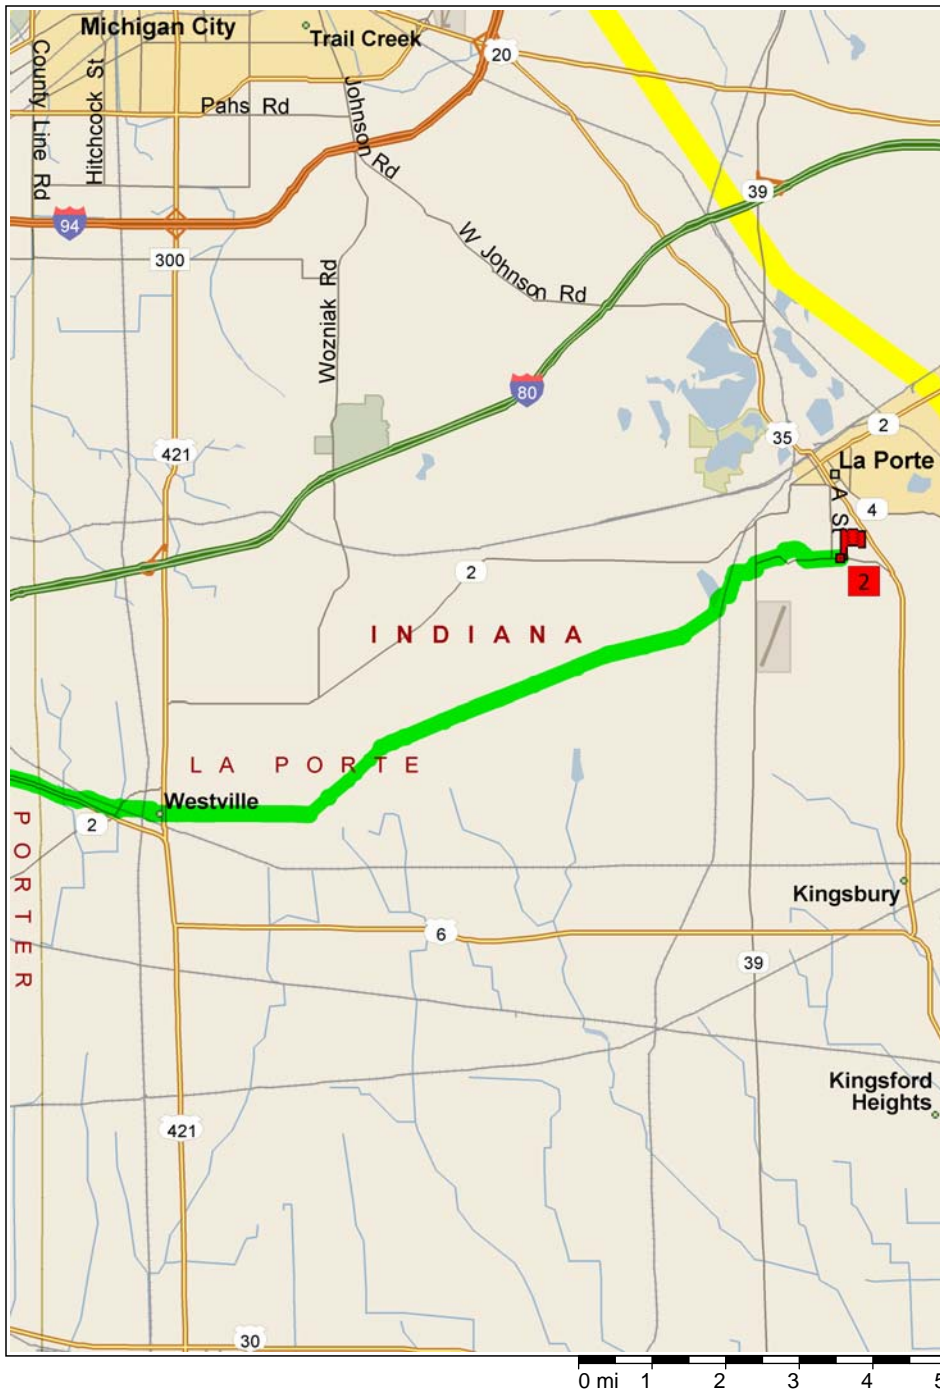 Michigan City
Trail Creek
20
County Line Rd
Hitchcock St
Pahs Rd
Johnson Rd
39
94
W Johnson Rd
300
Wozniak Rd
80
35
2
421
La Porte
A St
4
2
2
INDIANA
LA PORTE
Westville
2
PORTER
Kingsbury
6
39
Kingsford
Heights
421
30
0 mi 1 2 3 4 5